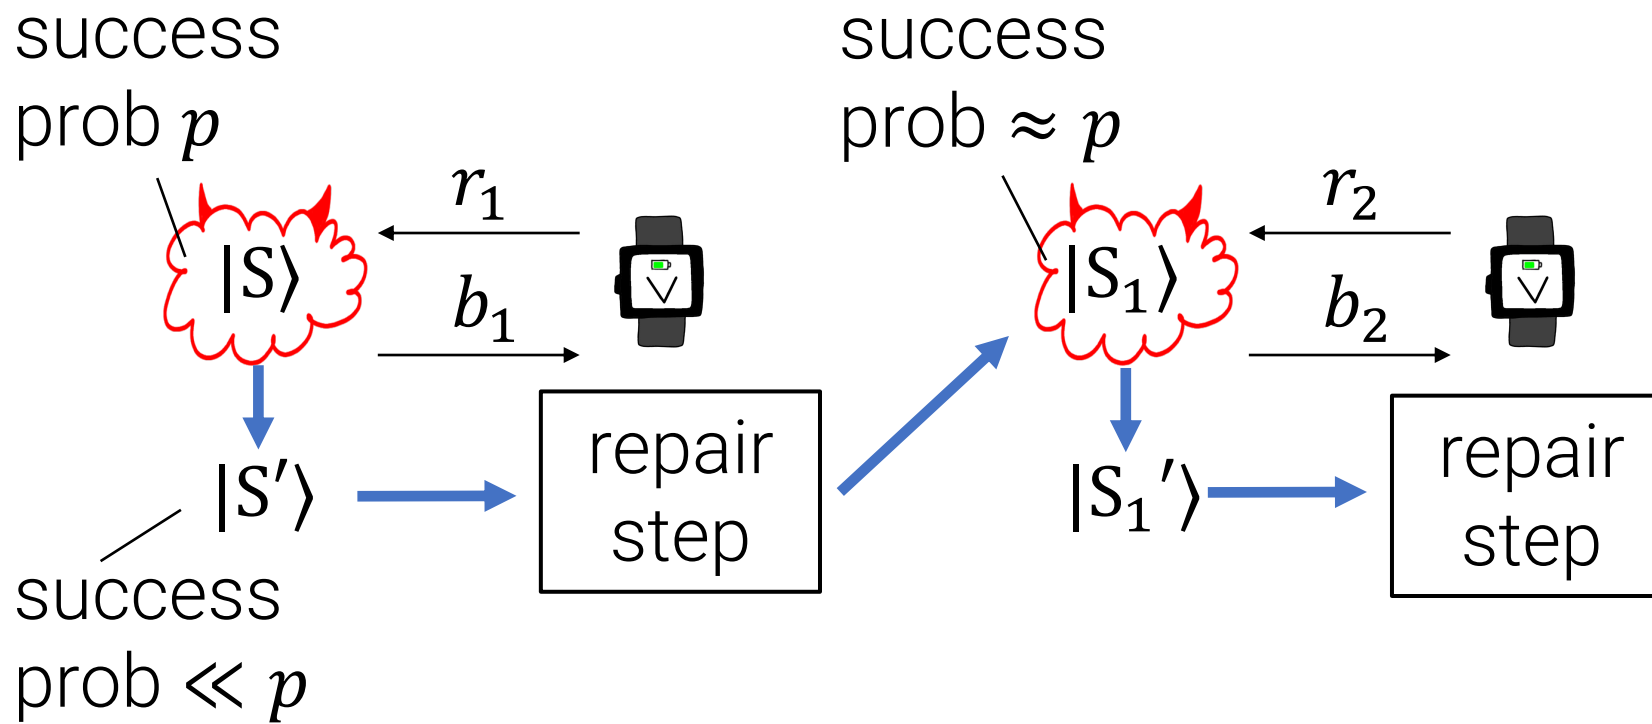 success
prob p
r₁
|S⟩
b₁
V
|S′⟩
repair
step
success
prob ≪ p
success
prob ≈ p
r₂
|S₁⟩
b₂
V
|S₁′⟩
repair
step